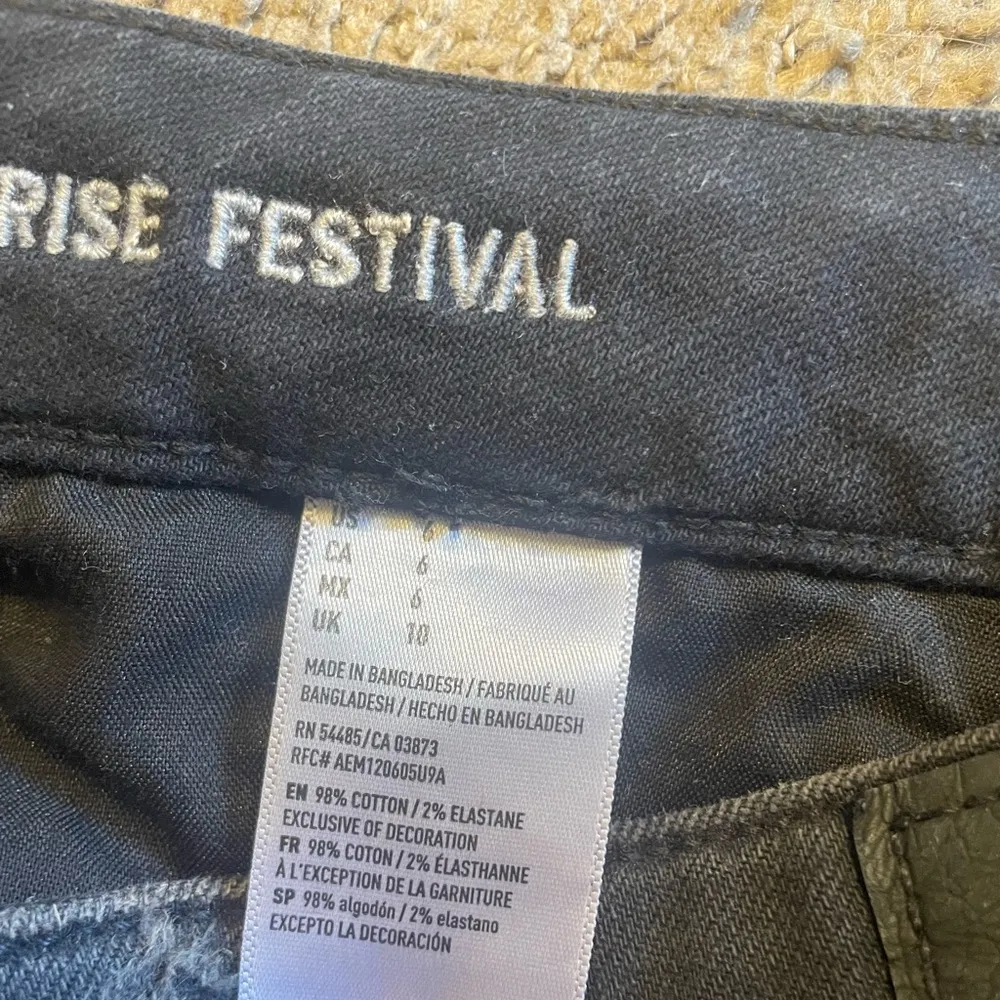 RISE FESTIVAL
US 6
CA 6
MX 6
UK 10
MADE IN BANGLADESH / FABRIQUÉ AU
BANGLADESH / HECHO EN BANGLADESH
RN 54485/CA 03873
RFC# AEM120605U9A
EN 98% COTTON / 2% ELASTANE
EXCLUSIVE OF DECORATION
FR 98% COTON / 2% ÉLASTHANNE
À L'EXCEPTION DE LA GARNITURE
SP 98% algodón / 2% elastano
EXCEPTO LA DECORACIÓN